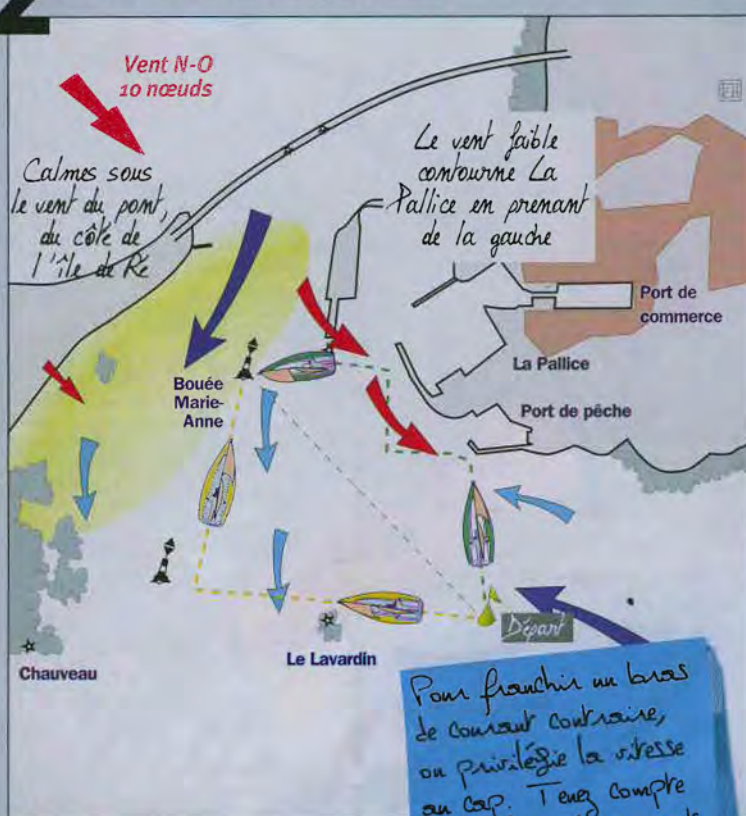 2
Vent N-O
10 nœuds
Calmes sous
le vent du pont,
du côté de
l'île de Ré
Le vent faible
contourne La
Pallice en prenant
de la gauche
Port de
commerce
La Pallice
Port de pêche
Bouée
Marie-
Anne
Départ
Le Lavardin
Chauveau
Pour franchir un bras
de courant contraire,
on privilégie la vitesse
au cap. Tenez compte